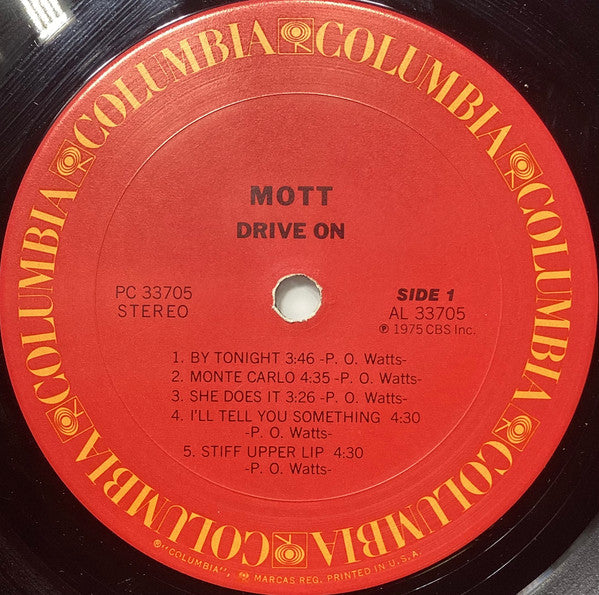 COLUMBIA COLUMBIA COLUMBIA COLUMBIA COLUMBIA COLUMBIA
MOTT
DRIVE ON
PC 33705
STEREO
SIDE 1
AL 33705
℗ 1975 CBS Inc.
1. BY TONIGHT 3:46 -P. O. Watts-
2. MONTE CARLO 4:35 -P. O. Watts-
3. SHE DOES IT 3:26 -P. O. Watts-
4. I'LL TELL YOU SOMETHING 4:30
-P. O. Watts-
5. STIFF UPPER LIP 4:30
-P. O. Watts-
®"COLUMBIA", MARCAS REG. PRINTED IN U.S.A.